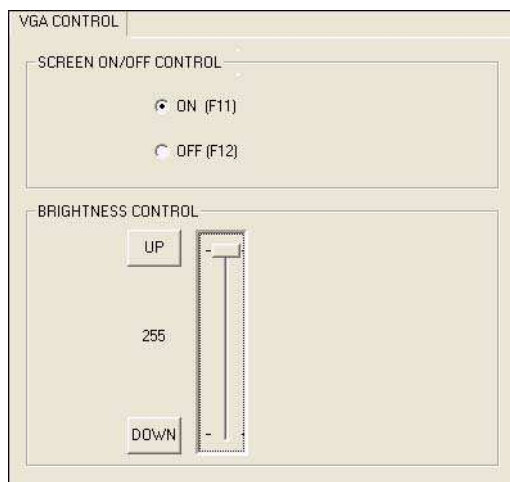 VGA CONTROL
SCREEN ON/OFF CONTROL
ON (F11)
OFF (F12)
BRIGHTNESS CONTROL
UP
255
DOWN